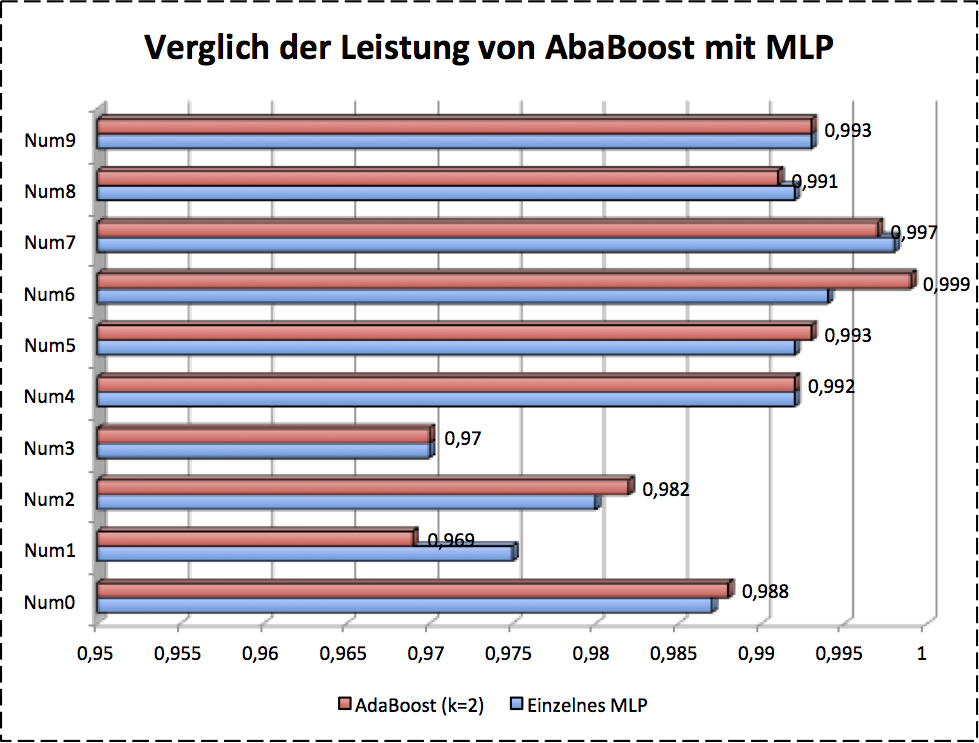 Verglich der Leistung von AbaBoost mit MLP
Num9 0,993
Num8 0,991
Num7 0,997
Num6 0,999
Num5 0,993
Num4 0,992
Num3 0,97
Num2 0,982
Num1 0,969
Num0 0,988
0,95 0,955 0,96 0,965 0,97 0,975 0,98 0,985 0,99 0,995 1
AdaBoost (k=2) Einzelnes MLP